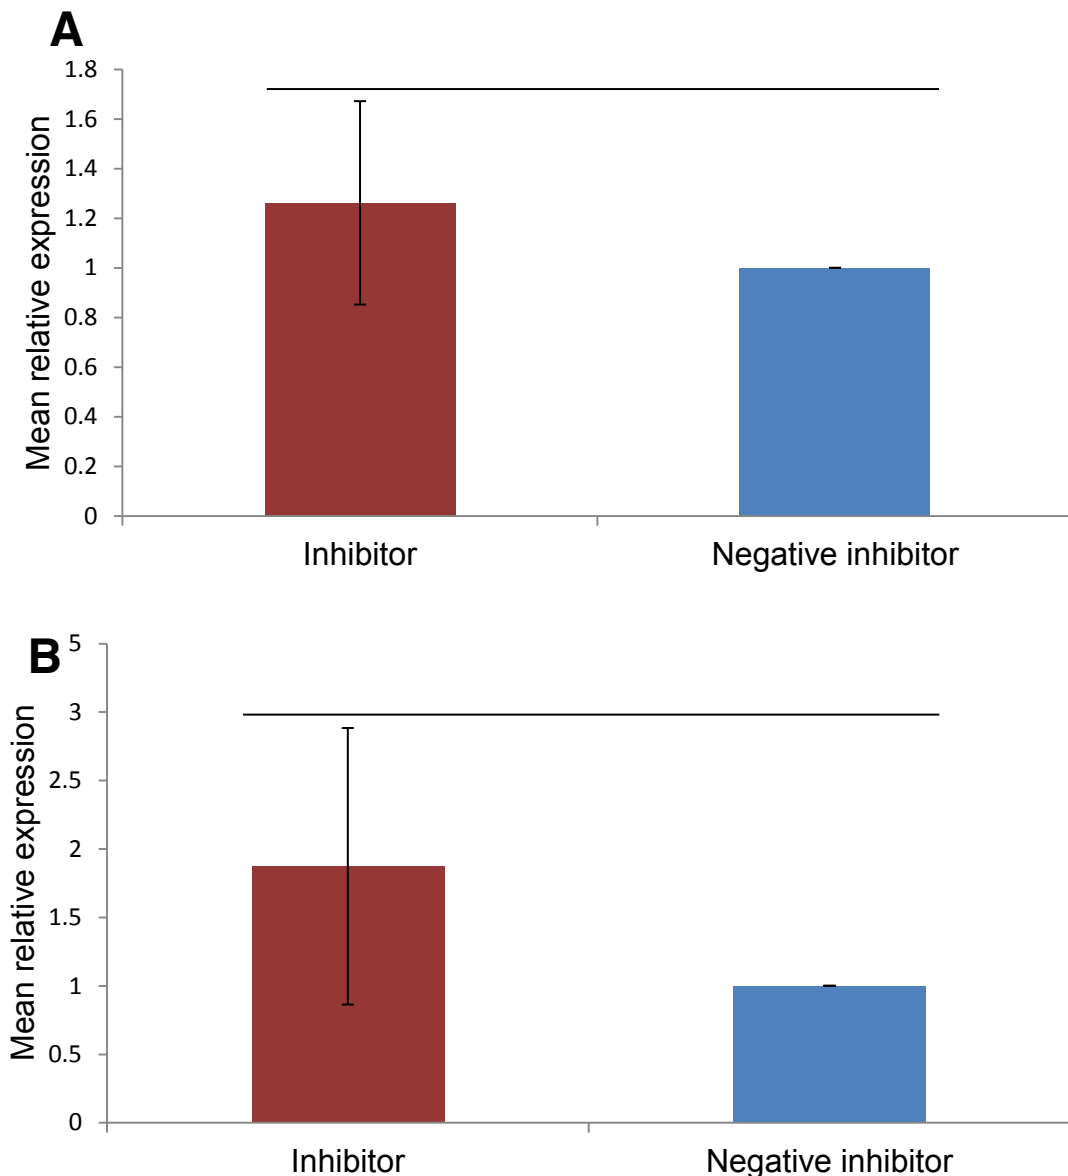 A
Mean relative expression
1.8
1.6
1.4
1.2
1
0.8
0.6
0.4
0.2
0
Inhibitor
Negative inhibitor
B
Mean relative expression
5
3
2.5
2
1.5
1
0.5
0
Inhibitor
Negative inhibitor